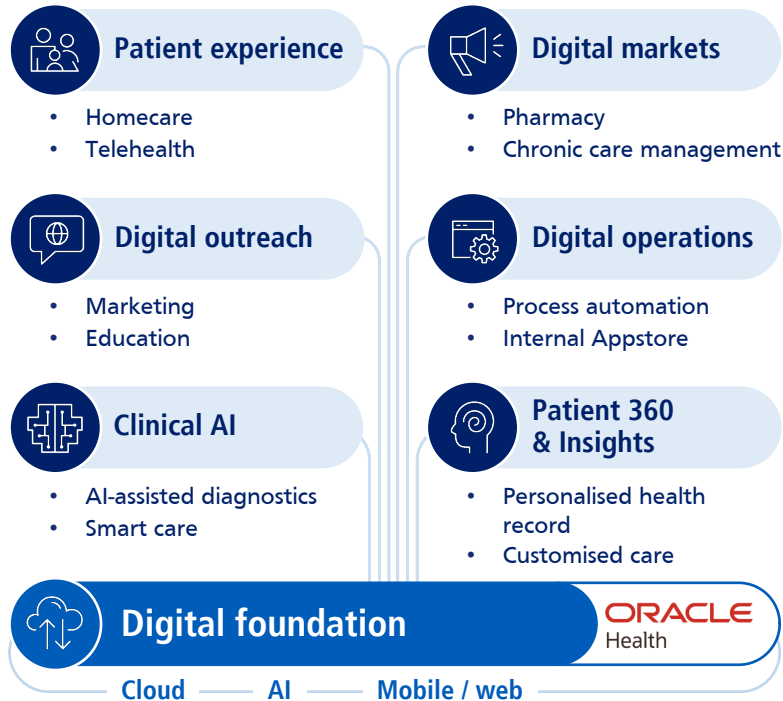 Patient experience
• Homecare
• Telehealth
Digital markets
• Pharmacy
• Chronic care management
Digital outreach
• Marketing
• Education
Digital operations
• Process automation
• Internal Appstore
Clinical AI
• AI-assisted diagnostics
• Smart care
Patient 360
& Insights
• Personalised health
record
• Customised care
Digital foundation
ORACLE
Health
Cloud AI Mobile / web